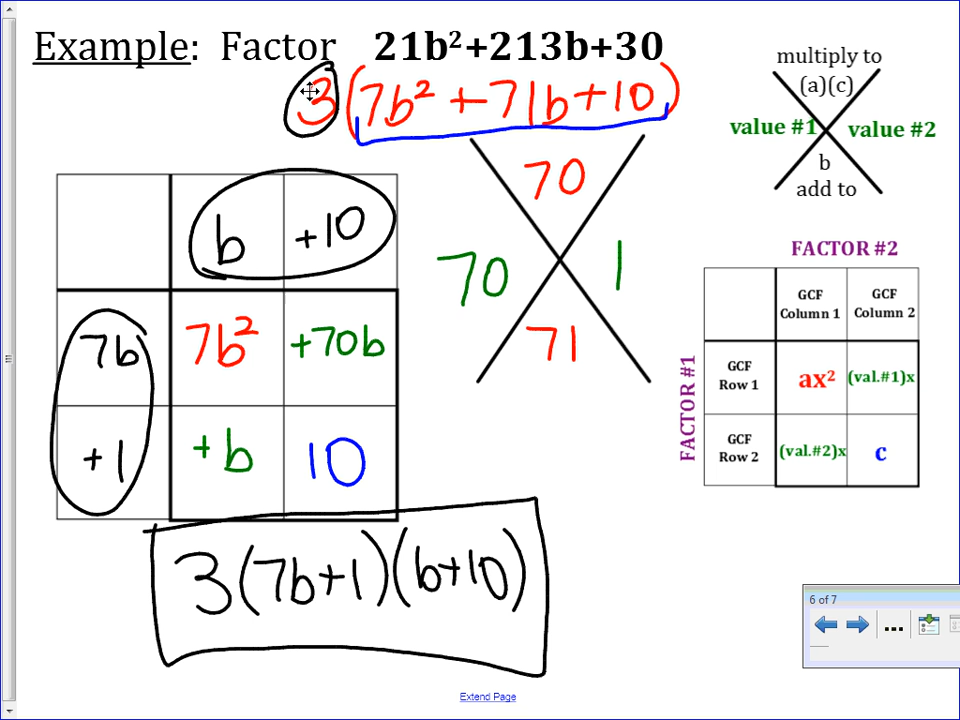 Example: Factor 21b²+213b+30
3(7b² + 71b + 10)
multiply to
(a)(c)
value #1 value #2
b
add to
70
70 1
71
b +10
7b 7b² +70b
+1 +b 10
FACTOR #2
GCF Column 1 GCF Column 2
FACTOR #1
GCF Row 1 ax² (val.#1)x
GCF Row 2 (val.#2)x c
3(7b+1)(b+10)
6 of 7
...
Extend Page